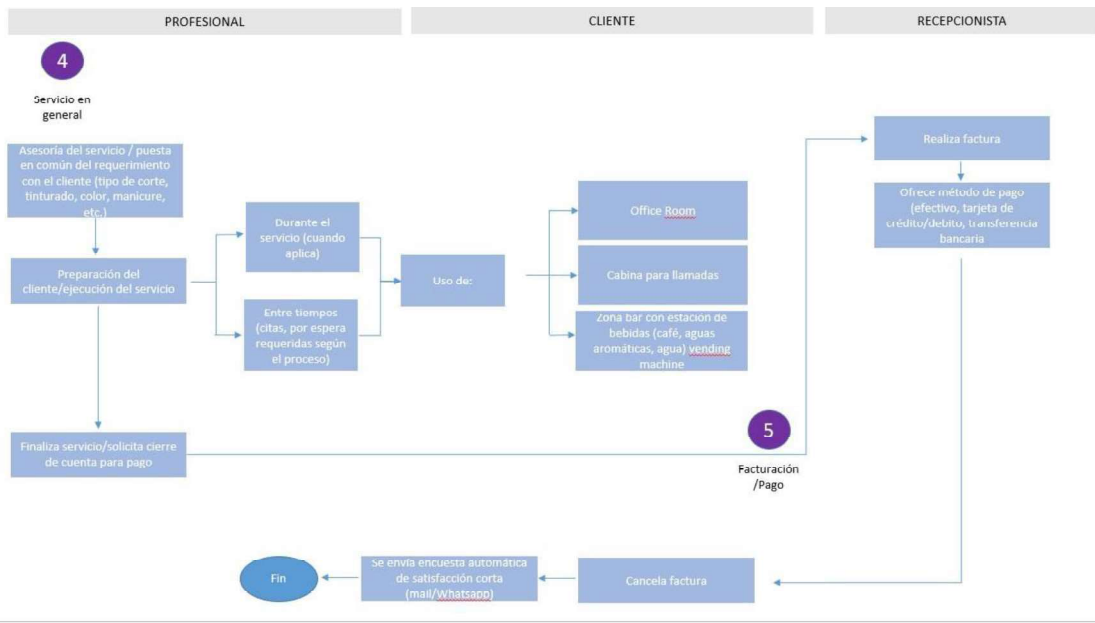 PROFESIONAL
CLIENTE
RECEPCIONISTA
4
Servicio en
general
Asesoría del servicio / puesta
en común del requerimiento
con el cliente (tipo de corte,
tinturado, color, manicure,
etc.)
Preparación del
cliente/ejecución del servicio
Durante el
servicio (cuando
aplica)
Entre tiempos
(citas, por espera
requeridas según
el proceso)
Uso de:
Office Room
Cabina para llamadas
Zona bar con estación de
bebidas (café, aguas
aromáticas, agua) vending
machine
Finaliza servicio/solicita cierre
de cuenta para pago
5
Facturación
/Pago
Realiza factura
Ofrece método de pago
(efectivo, tarjeta de
crédito/debito, transferencia
bancaria
Cancela factura
Se envía encuesta automática
de satisfacción corta
(mail/Whatsapp)
Fin